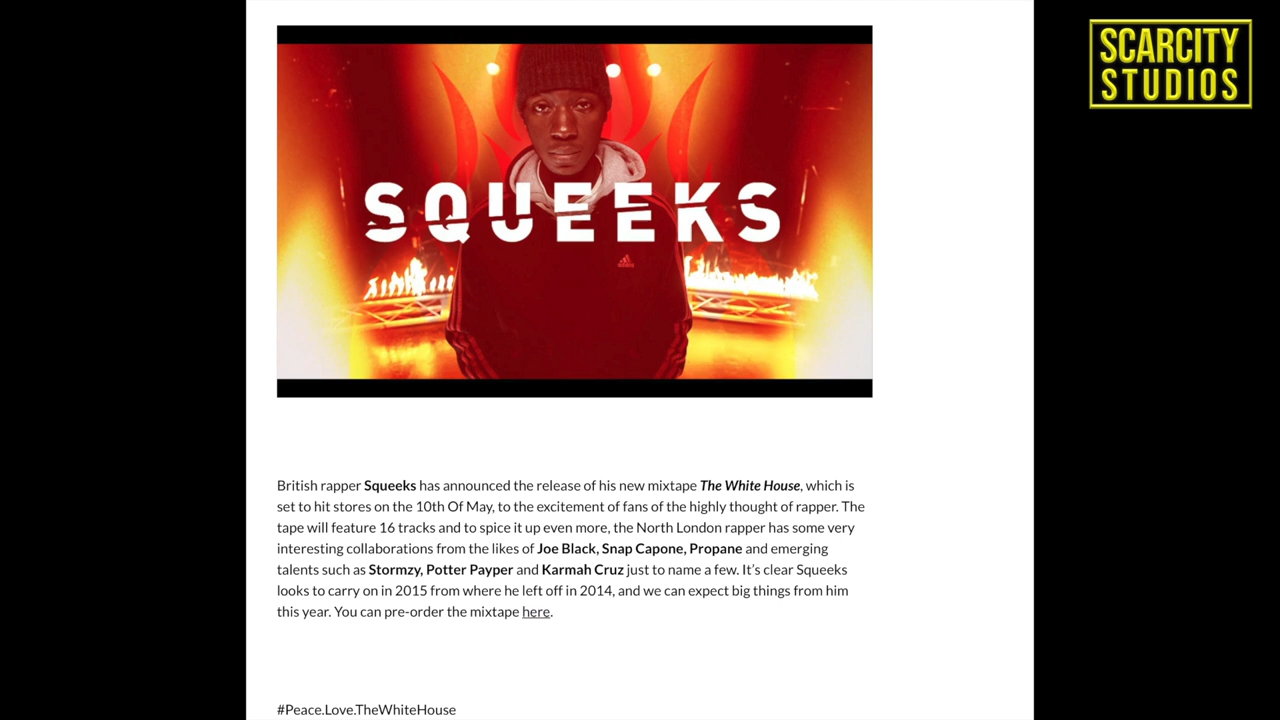 SCARCITY
STUDIOS
SQUEEKS
adidas
British rapper Squeeks has announced the release of his new mixtape The White House, which is
set to hit stores on the 10th Of May, to the excitement of fans of the highly thought of rapper. The
tape will feature 16 tracks and to spice it up even more, the North London rapper has some very
interesting collaborations from the likes of Joe Black, Snap Capone, Propane and emerging
talents such as Stormzy, Potter Payper and Karmah Cruz just to name a few. It’s clear Squeeks
looks to carry on in 2015 from where he left off in 2014, and we can expect big things from him
this year. You can pre-order the mixtape here.
#Peace.Love.TheWhiteHouse